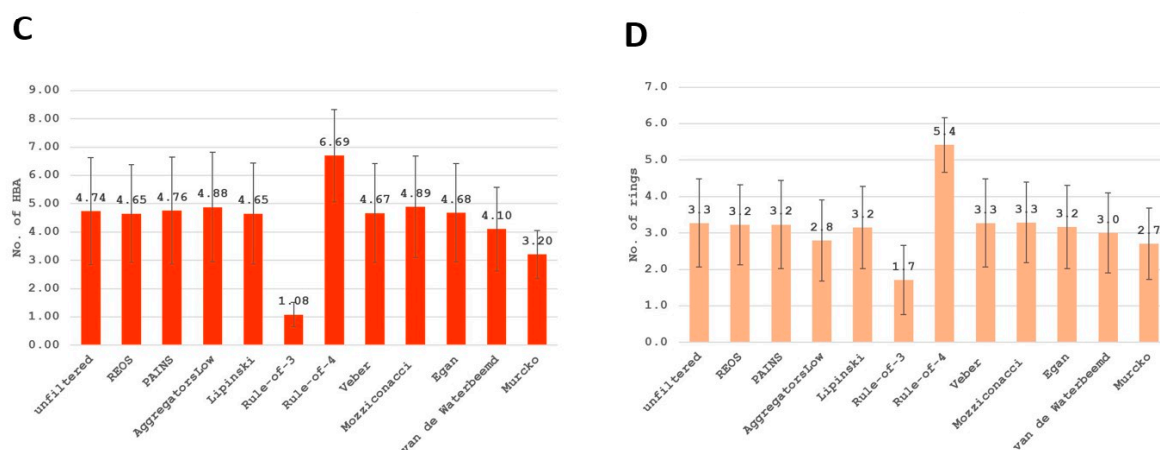 C
No. of HBA
9.00
8.00
7.00
6.00
5.00
4.00
3.00
2.00
1.00
0.00
4.74
4.65
4.76
4.88
4.65
1.08
6.69
4.67
4.89
4.68
4.10
3.20
unfiltered
REOS
PAINS
AggregatorsLow
Lipinski
Rule-of-3
Rule-of-4
Veber
Mozziconacci
Egan
van de Waterbeemd
Murcko
D
No. of rings
7.0
6.0
5.0
4.0
3.0
2.0
1.0
0.0
3.3
3.2
3.2
2.8
3.2
1.7
5.4
3.3
3.3
3.2
3.0
2.7
unfiltered
REOS
PAINS
AggregatorsLow
Lipinski
Rule-of-3
Rule-of-4
Veber
Mozziconacci
Egan
van de Waterbeemd
Murcko